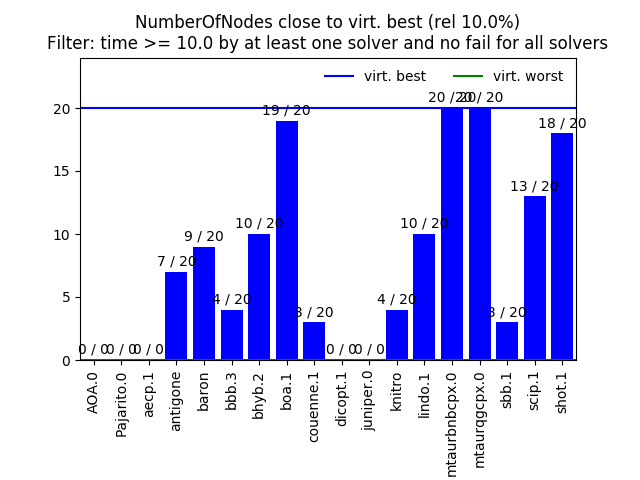 NumberOfNodes close to virt. best (rel 10.0%)
Filter: time >= 10.0 by at least one solver and no fail for all solvers
virt. best
virt. worst
20
15
10
5
0
0 / 0
0 / 0
0 / 0
7 / 20
9 / 20
4 / 20
10 / 20
19 / 20
3 / 20
0 / 0
0 / 0
4 / 20
10 / 20
20 / 20
20 / 20
3 / 20
13 / 20
18 / 20
AOA.0
Pajarito.0
aecp.1
antigone
baron
bbb.3
bhyb.2
boa.1
couenne.1
dicopt.1
juniper.0
knitro
lindo.1
mtaurbnbcpx.0
mtaurqgcpx.0
sbb.1
scip.1
shot.1